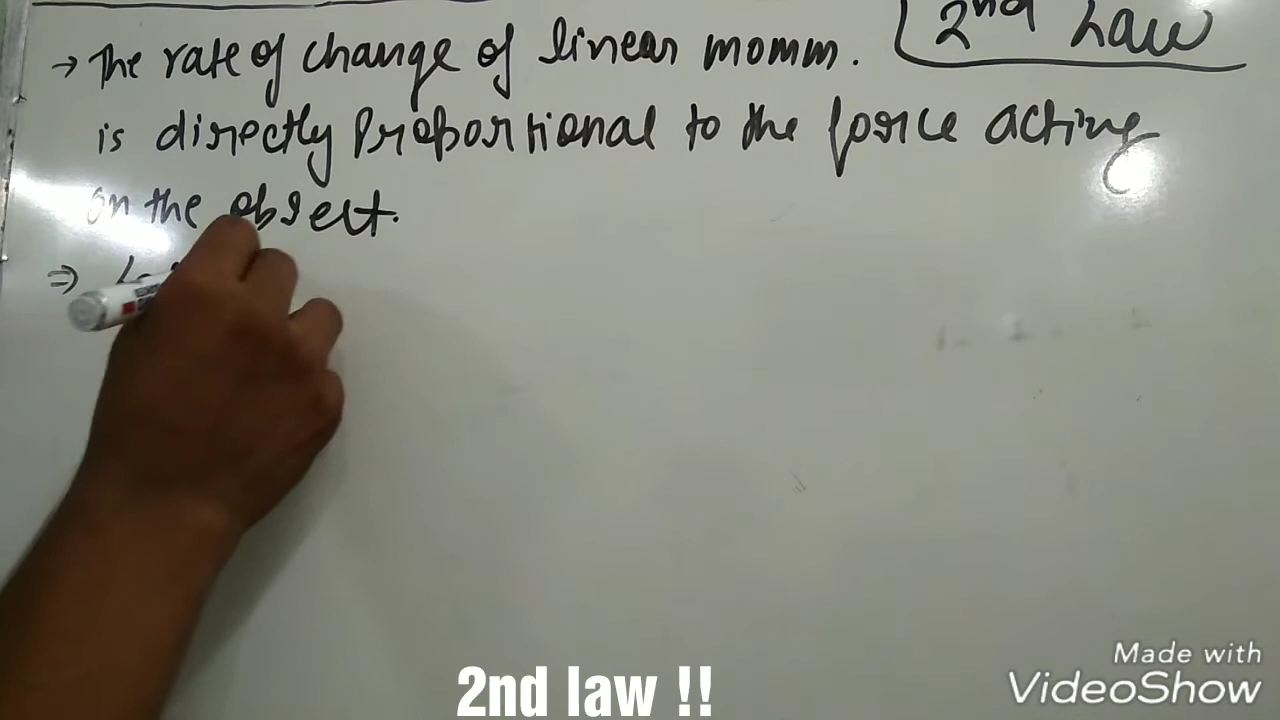 2nd Law
→ The rate of change of linear momm.
is directly Proportional to the force acting
on the object.
⇒
2nd law !!
Made with
VideoShow